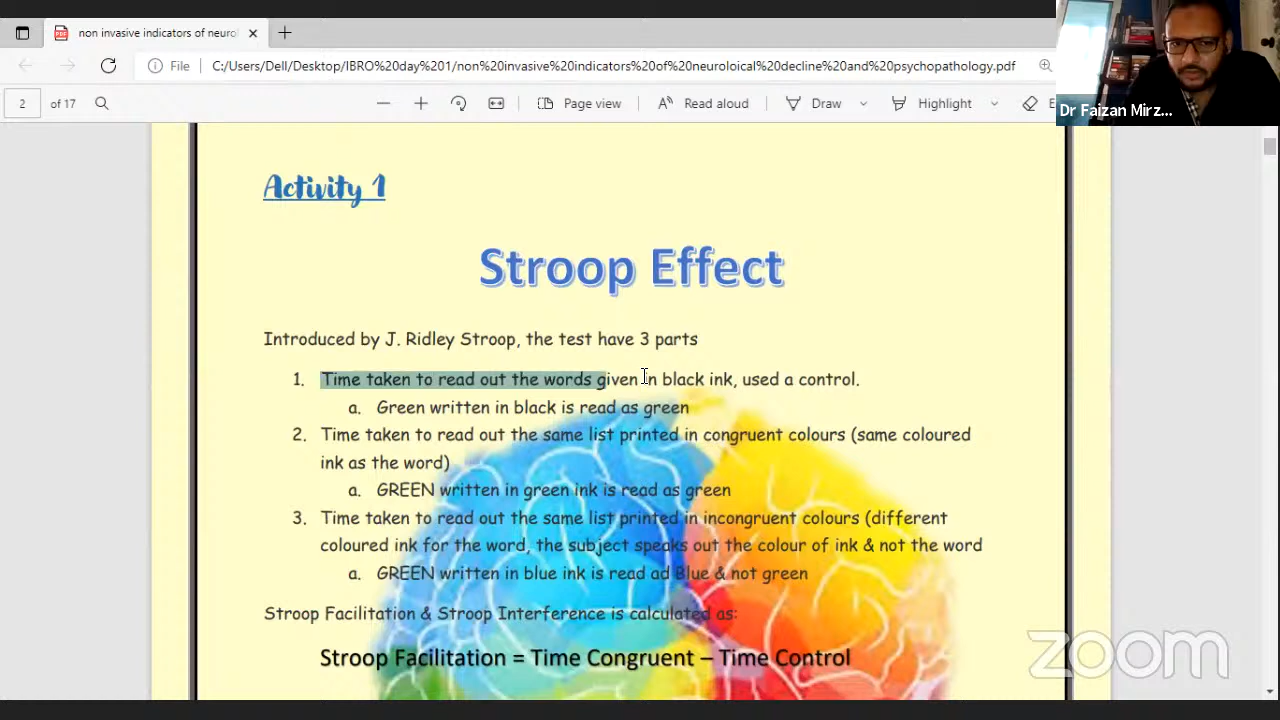 non invasive indicators of neurol
File
C:/Users/Dell/Desktop/IBRO%20day%201/non%20invasive%20indicators%20of%20neuroloical%20decline%20and%20psychopathology.pdf
2 of 17
Page view
Read aloud
Draw
Highlight
E
Dr Faizan Mirz...
Activity 1
Stroop Effect
Introduced by J. Ridley Stroop, the test have 3 parts
1. Time taken to read out the words given in black ink, used a control.
a. Green written in black is read as green
2. Time taken to read out the same list printed in congruent colours (same coloured
ink as the word)
a. GREEN written in green ink is read as green
3. Time taken to read out the same list printed in incongruent colours (different
coloured ink for the word, the subject speaks out the colour of ink & not the word
a. GREEN written in blue ink is read ad Blue & not green
Stroop Facilitation & Stroop Interference is calculated as:
Stroop Facilitation = Time Congruent – Time Control
zoom